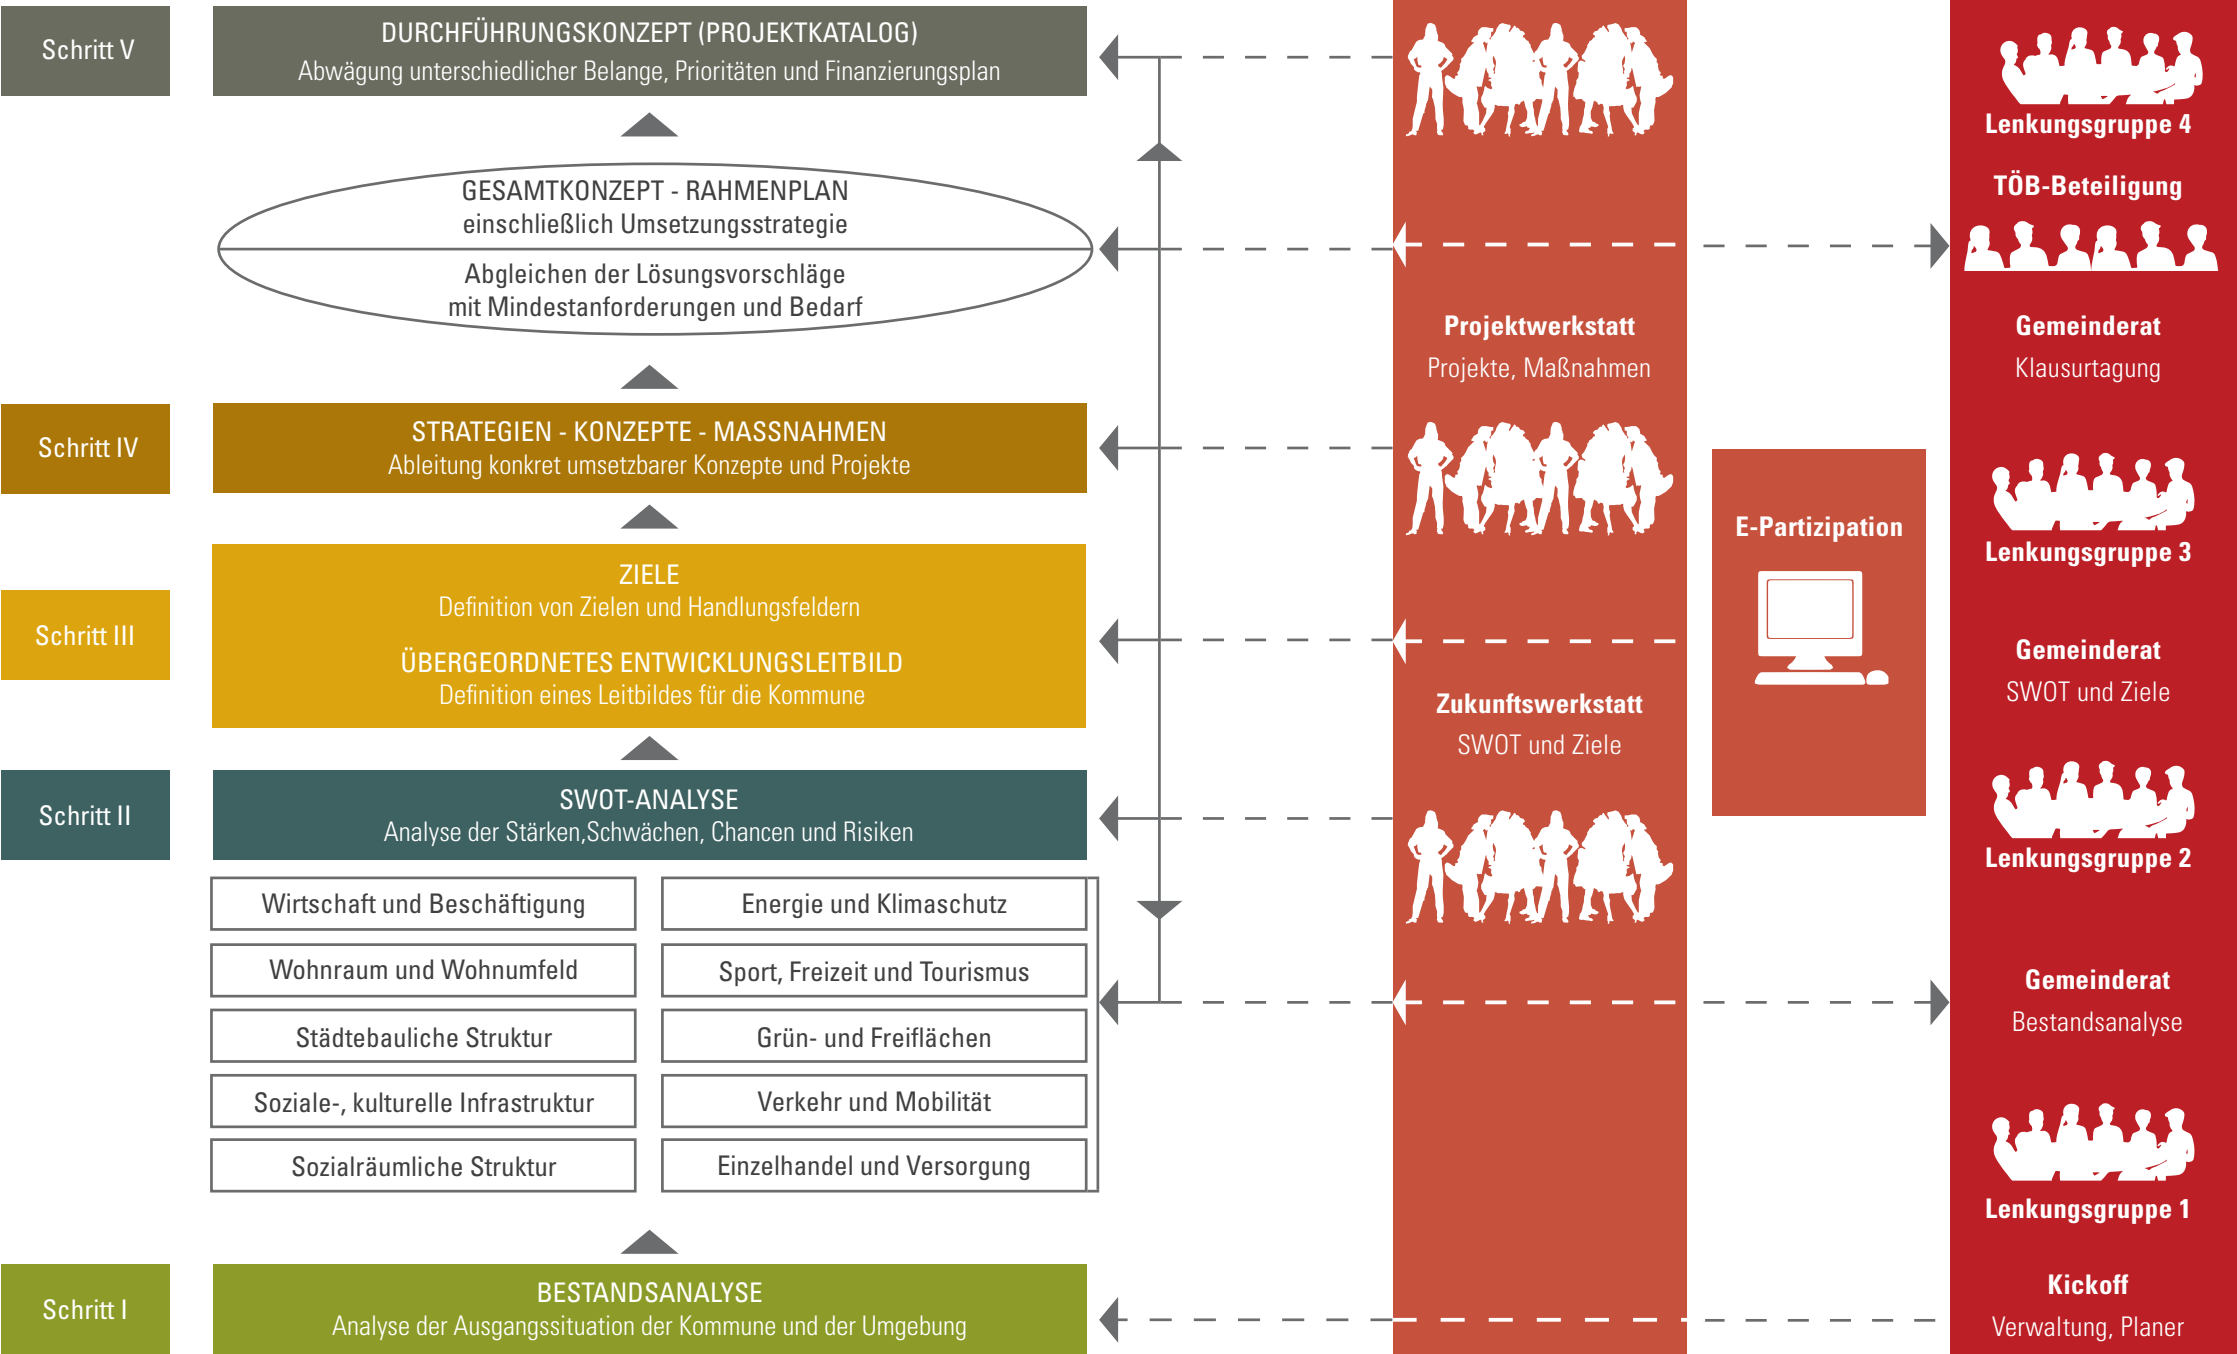 Schritt V
DURCHFÜHRUNGSKONZEPT (PROJEKTKATALOG)
Abwägung unterschiedlicher Belange, Prioritäten und Finanzierungsplan
GESAMTKONZEPT - RAHMENPLAN
einschließlich Umsetzungsstrategie
Abgleichen der Lösungsvorschläge
mit Mindestanforderungen und Bedarf
Schritt IV
STRATEGIEN - KONZEPTE - MASSNAHMEN
Ableitung konkret umsetzbarer Konzepte und Projekte
Schritt III
ZIELE
Definition von Zielen und Handlungsfeldern
ÜBERGEORDNETES ENTWICKLUNGSLEITBILD
Definition eines Leitbildes für die Kommune
Schritt II
SWOT-ANALYSE
Analyse der Stärken,Schwächen, Chancen und Risiken
Wirtschaft und Beschäftigung
Energie und Klimaschutz
Wohnraum und Wohnumfeld
Sport, Freizeit und Tourismus
Städtebauliche Struktur
Grün- und Freiflächen
Soziale-, kulturelle Infrastruktur
Verkehr und Mobilität
Sozialräumliche Struktur
Einzelhandel und Versorgung
Schritt I
BESTANDSANALYSE
Analyse der Ausgangssituation der Kommune und der Umgebung
Projektwerkstatt
Projekte, Maßnahmen
Zukunftswerkstatt
SWOT und Ziele
E-Partizipation
Lenkungsgruppe 4
TÖB-Beteiligung
Gemeinderat
Klausurtagung
Lenkungsgruppe 3
Gemeinderat
SWOT und Ziele
Lenkungsgruppe 2
Gemeinderat
Bestandsanalyse
Lenkungsgruppe 1
Kickoff
Verwaltung, Planer